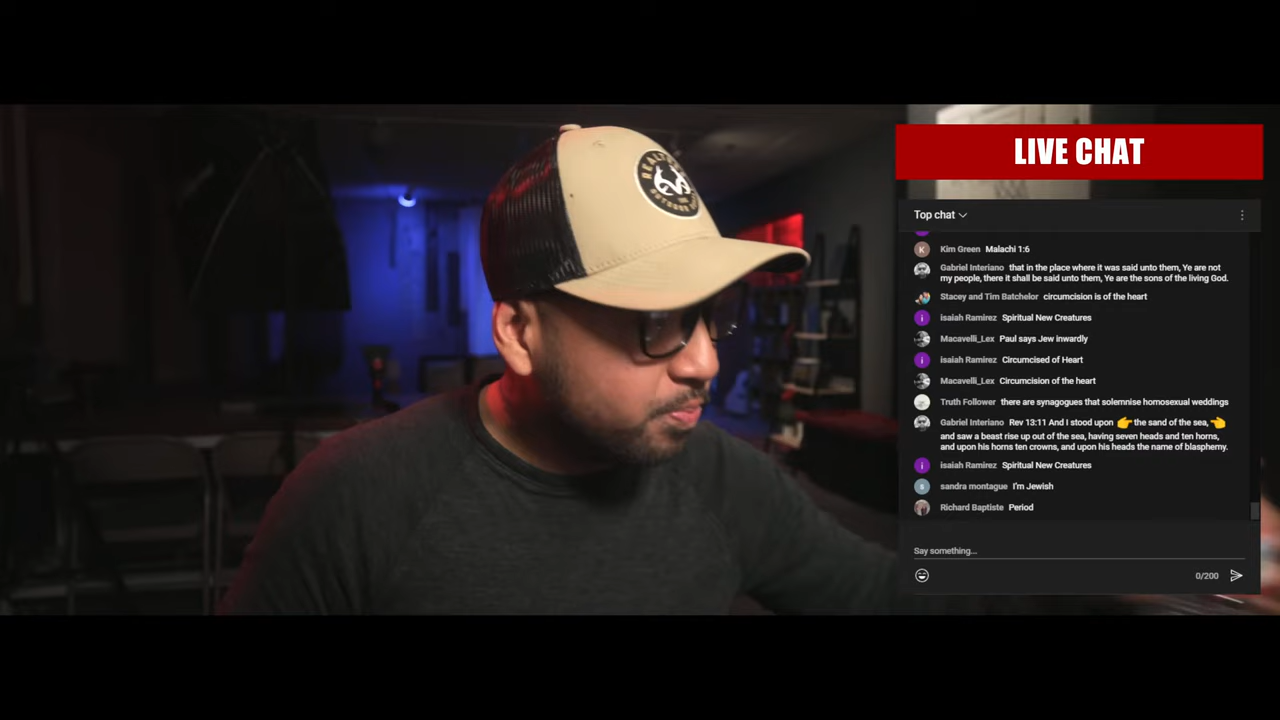 LIVE CHAT
Top chat
Kim Green Malachi 1:6
Gabriel Interiano that in the place where it was said unto them, Ye are not
my people, there it shall be said unto them, Ye are the sons of the living God.
Stacey and Tim Batchelor circumcision is of the heart
isaiah Ramirez Spiritual New Creatures
Macavelli_Lex Paul says Jew inwardly
isaiah Ramirez Circumcised of Heart
Macavelli_Lex Circumcision of the heart
Truth Follower there are synagogues that solemnise homosexual weddings
Gabriel Interiano Rev 13:11 And I stood upon 👉 the sand of the sea, 👈
and saw a beast rise up out of the sea, having seven heads and ten horns,
and upon his horns ten crowns, and upon his heads the name of blasphemy.
isaiah Ramirez Spiritual New Creatures
sandra montague I'm Jewish
Richard Baptiste Period
Say something...
0/200